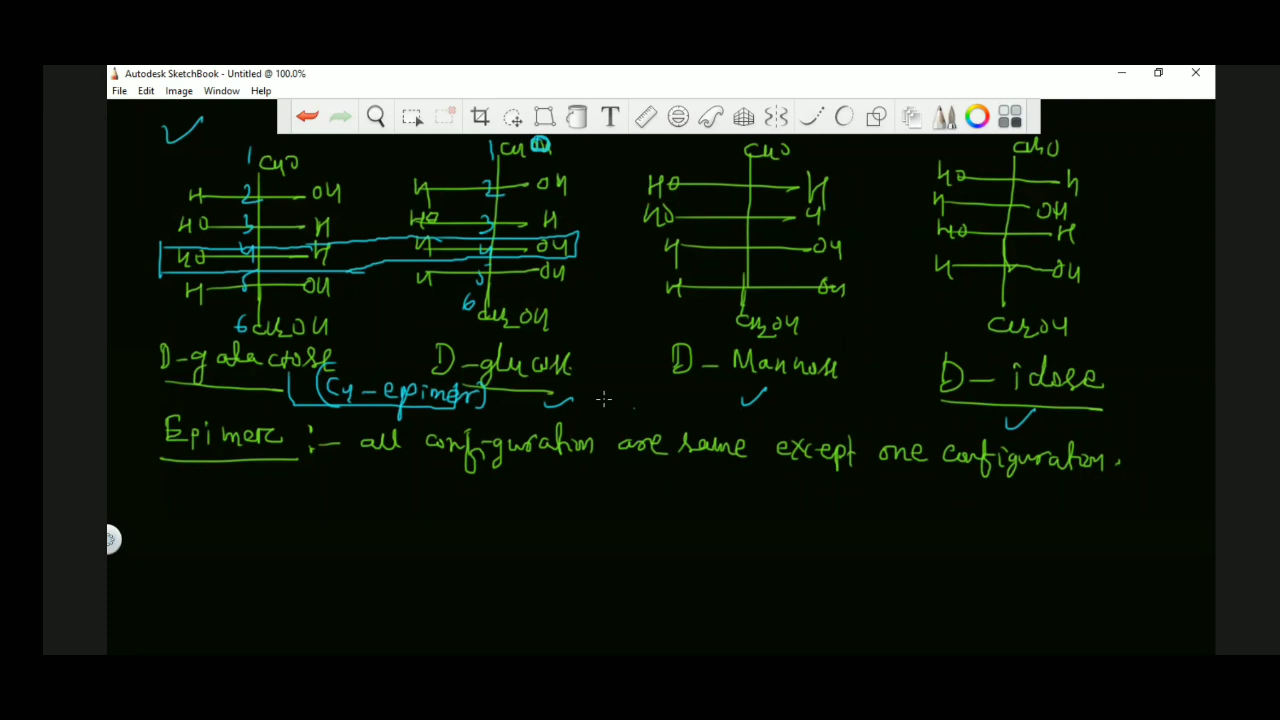 Autodesk SketchBook - Untitled @ 100.0%
File Edit Image Window Help
1 CHO 1 CHO CHO CHO
H 2 OH H 2 OH HO H HO H
HO 3 H HO 3 H HO H H OH
HO 4 H H 4 OH H OH HO H
H 5 OH H 5 OH H OH H OH
6 CH2OH 6 CH2OH CH2OH CH2OH
D-galactose D-glucose D-Mannose D-idose
(C4-epimer)
Epimer :- all configuration are same except one configuration.